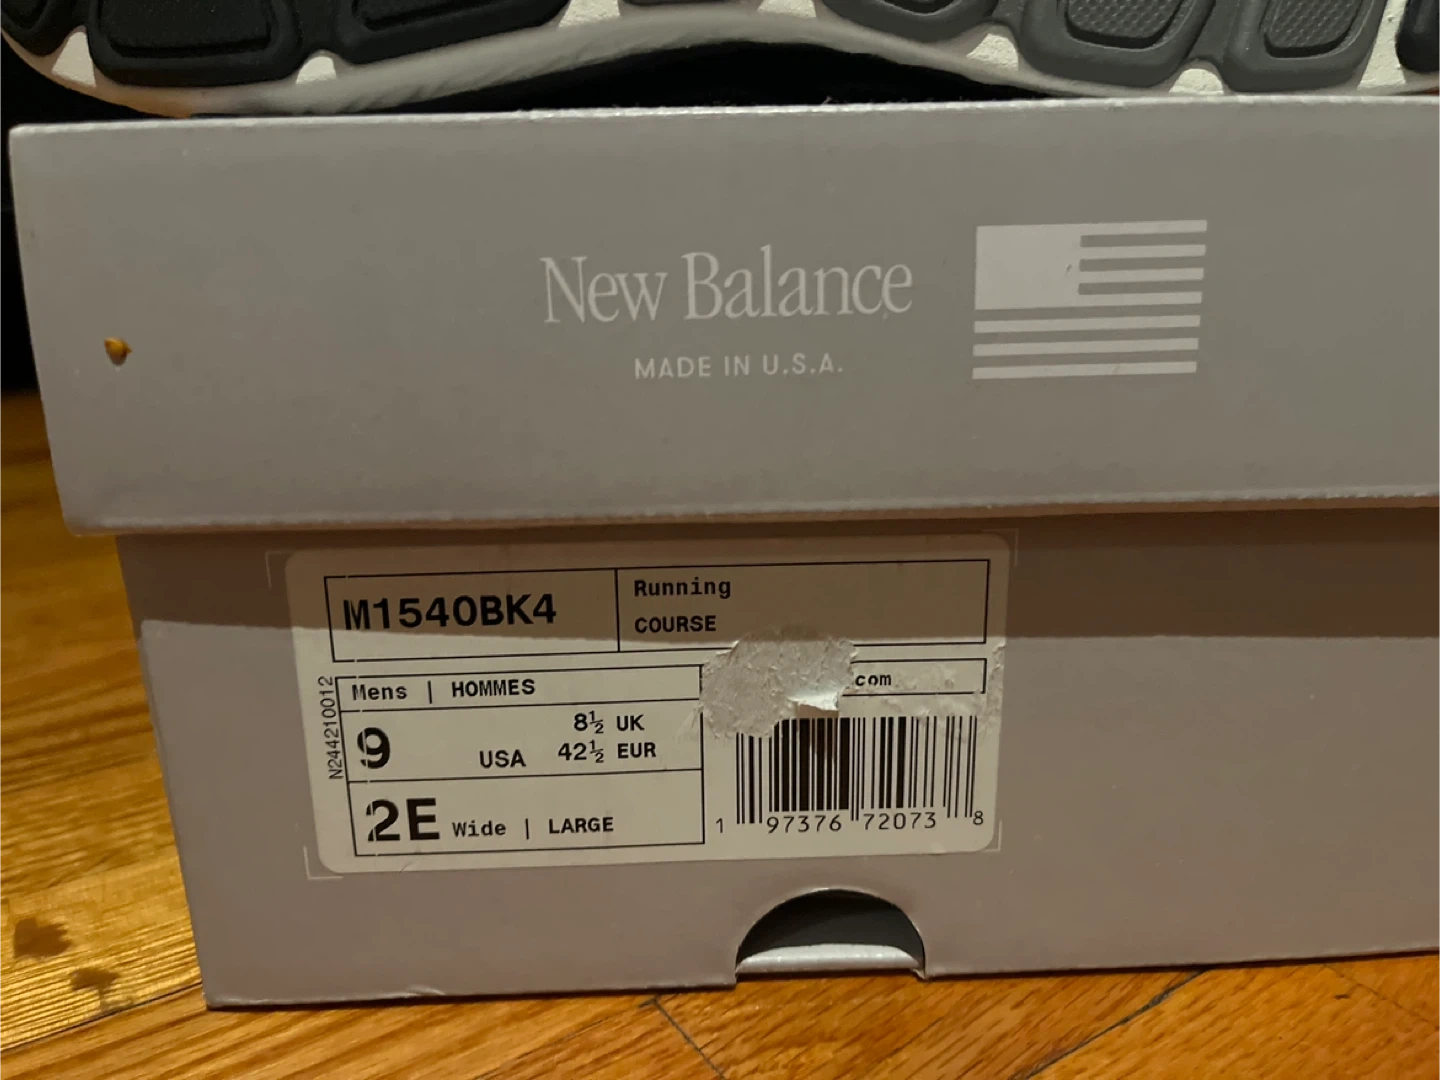 New Balance
MADE IN U.S.A.
M1540BK4
Running
COURSE
Mens | HOMMES
com
9 USA 8½ UK
42½ EUR
2E Wide | LARGE
N244210012
1 97376 72073 8